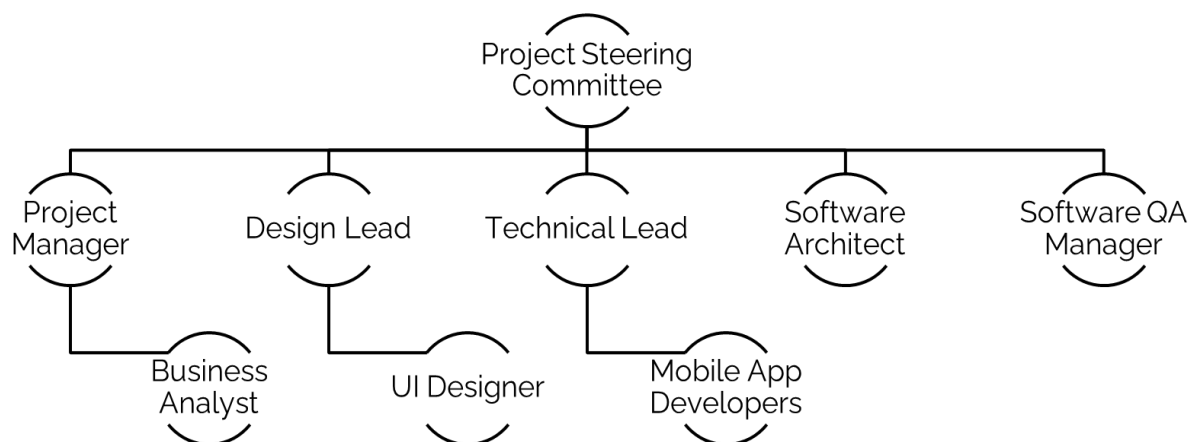 Project Steering
Committee
Project
Manager
Design Lead
Technical Lead
Software
Architect
Software QA
Manager
Business
Analyst
UI Designer
Mobile App
Developers